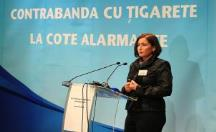 CONTRABANDA CU ȚIGARETE
LA COTE ALARMANTE